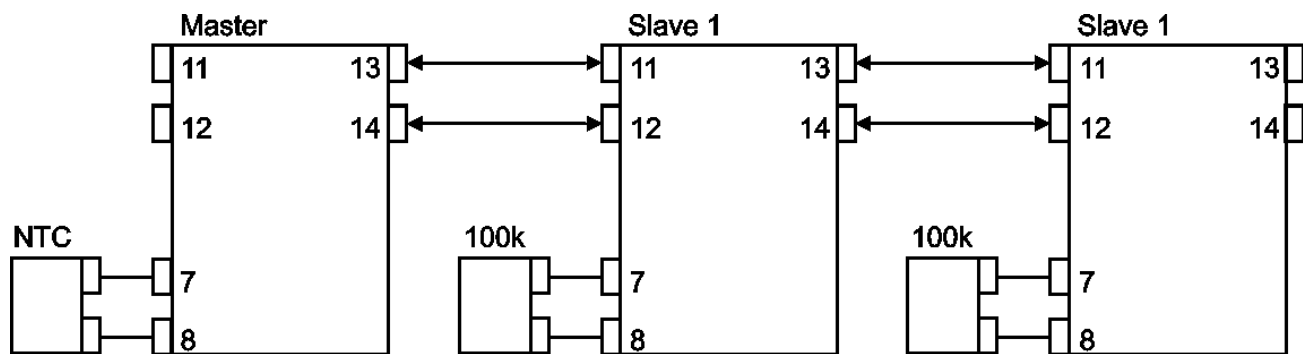 Master Slave 1 Slave 1
11 13 11 13 11 13
12 14 12 14 12 14
NTC 100k 100k
7 7 7
8 8 8